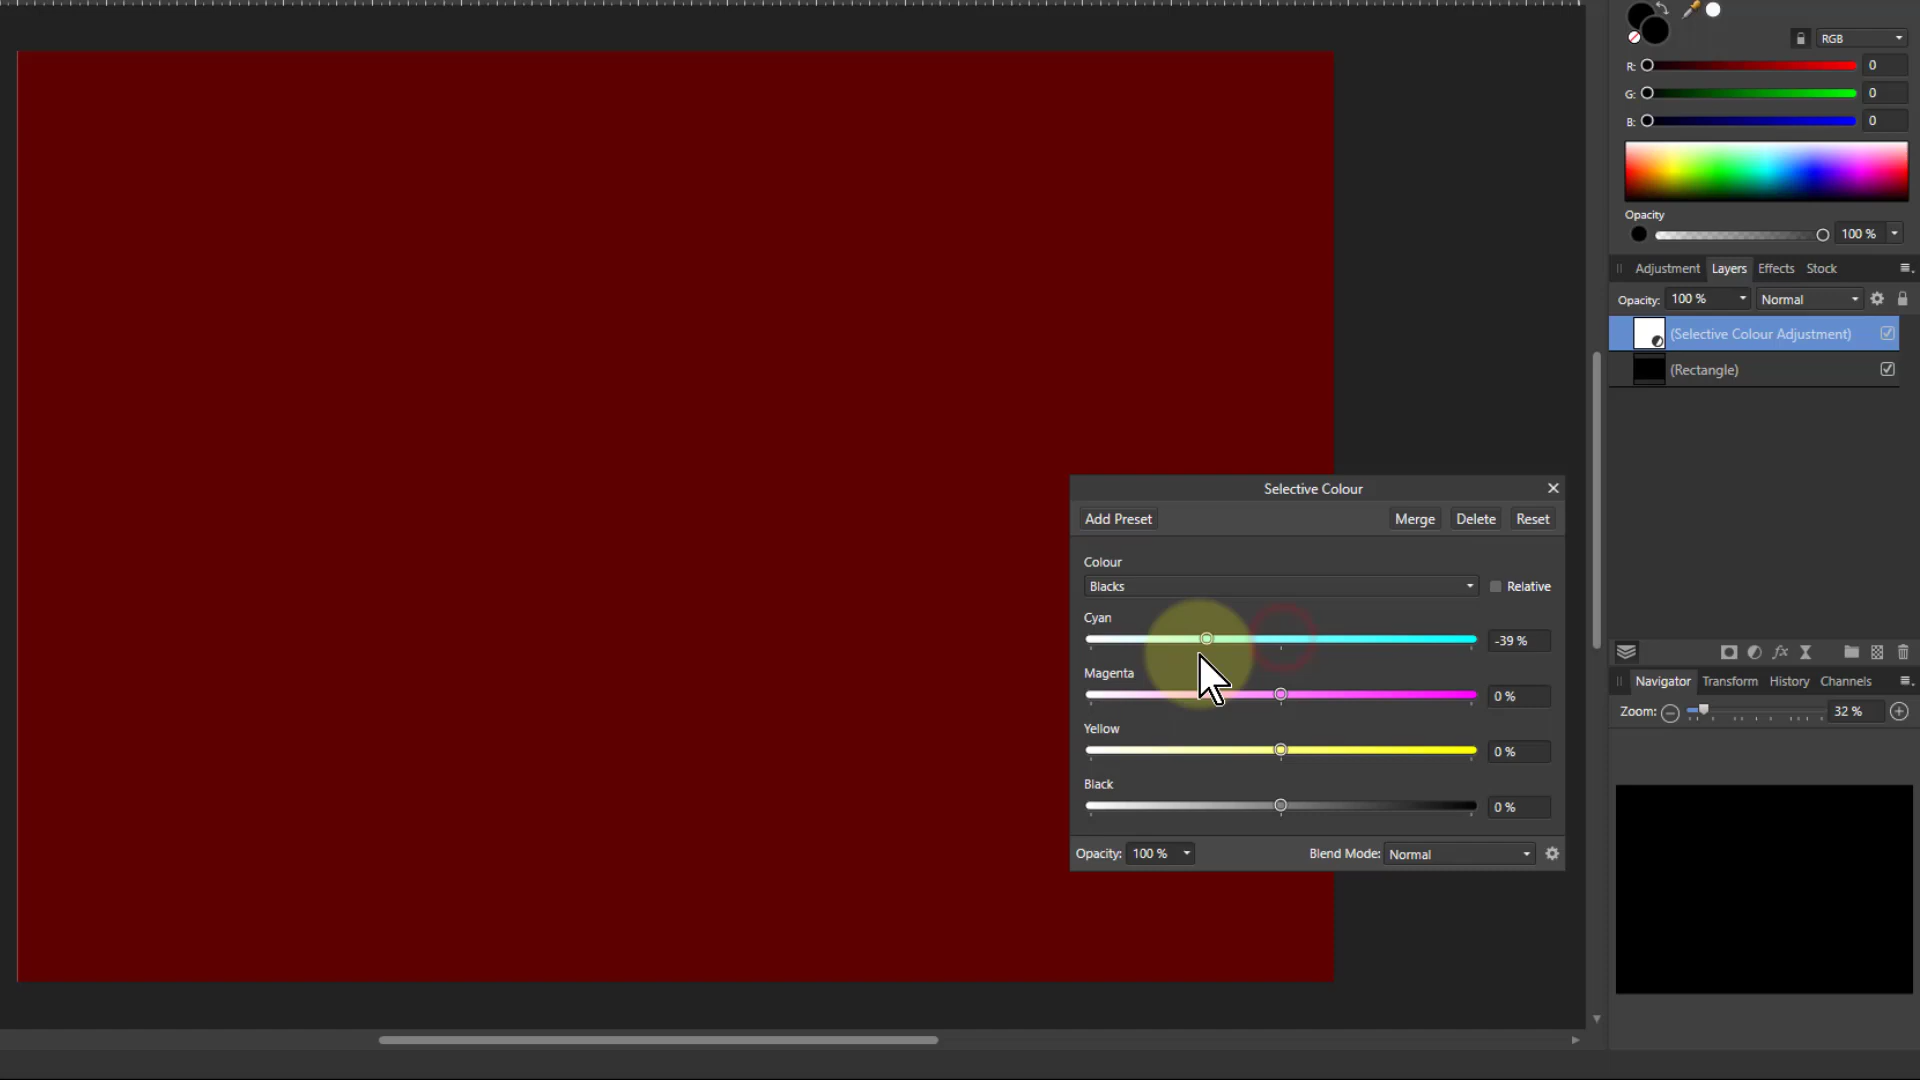 RGB
R: 0
G: 0
B: 0
Opacity
100 %
Adjustment Layers Effects Stock
Opacity: 100 % Normal
(Selective Colour Adjustment)
(Rectangle)
Selective Colour
Add Preset Merge Delete Reset
Colour
Blacks Relative
Cyan
-39 %
Magenta
0 %
Yellow
0 %
Black
0 %
Opacity: 100 % Blend Mode: Normal
fx
Navigator Transform History Channels
Zoom: 32 %